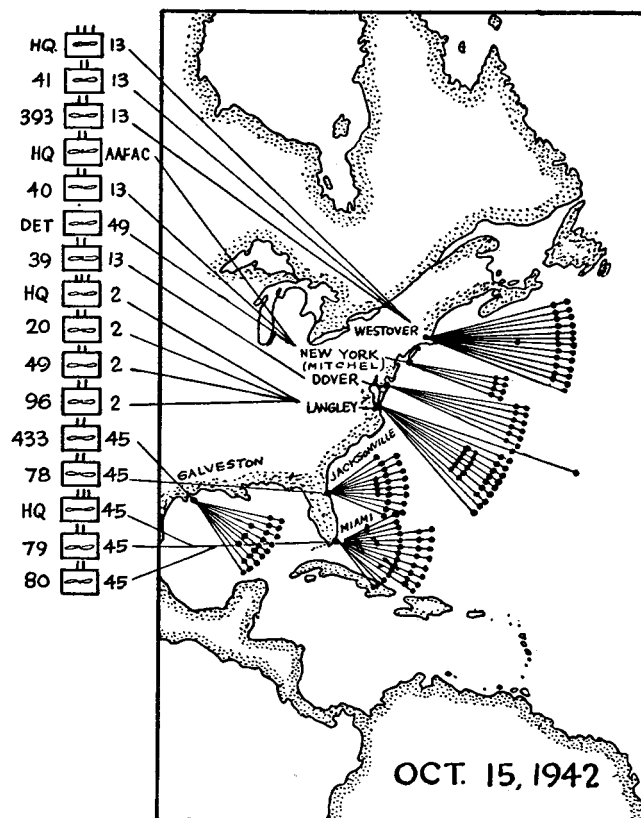 HQ. 13
41 13
393 13
HQ AAFAC
40 13
DET 49
39 13
HQ 2
20 2
49 2
96 2
433 45
78 45
HQ 45
79 45
80 45
WESTOVER
NEW YORK
(MITCHEL)
DOVER
LANGLEY
JACKSONVILLE
GALVESTON
MIAMI
OCT. 15, 1942